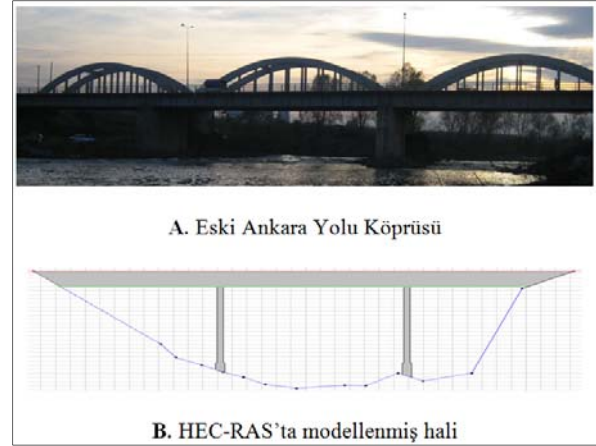 A. Eski Ankara Yolu Köprüsü
B. HEC-RAS’ta modellenmiş hali